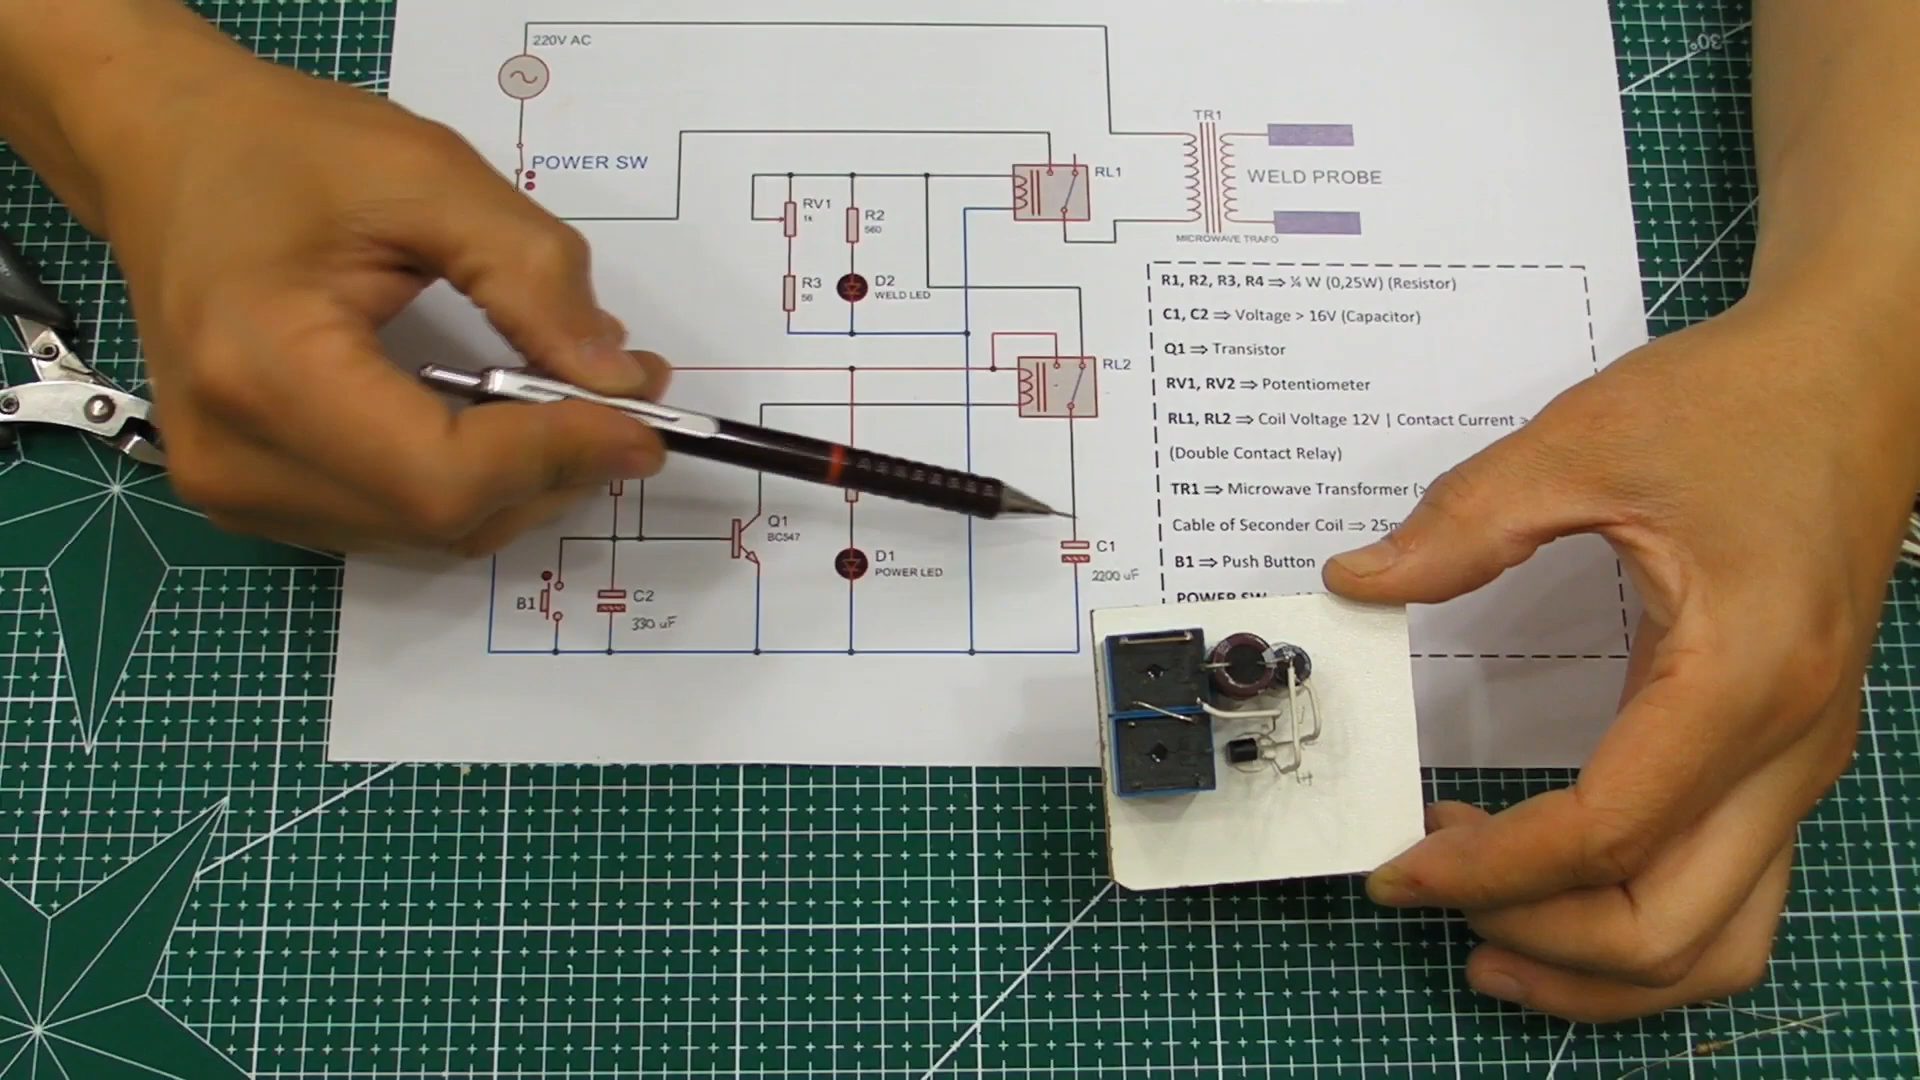 220V AC
30°
TR1
POWER SW
RL1
WELD PROBE
RV1
1k
R2
560
MICROWAVE TRAFO
R3
56
D2
WELD LED
R1, R2, R3, R4 ⇒ ¼ W (0,25W) (Resistor)
C1, C2 ⇒ Voltage > 16V (Capacitor)
Q1 ⇒ Transistor
RL2
RV1, RV2 ⇒ Potentiometer
RL1, RL2 ⇒ Coil Voltage 12V | Contact Current
(Double Contact Relay)
TR1 ⇒ Microwave Transformer
Cable of Seconder Coil ⇒
Q1
BC547
C1
2200 uF
B1 ⇒ Push Button
D1
POWER LED
B1
C2
330 uF
POWER SW